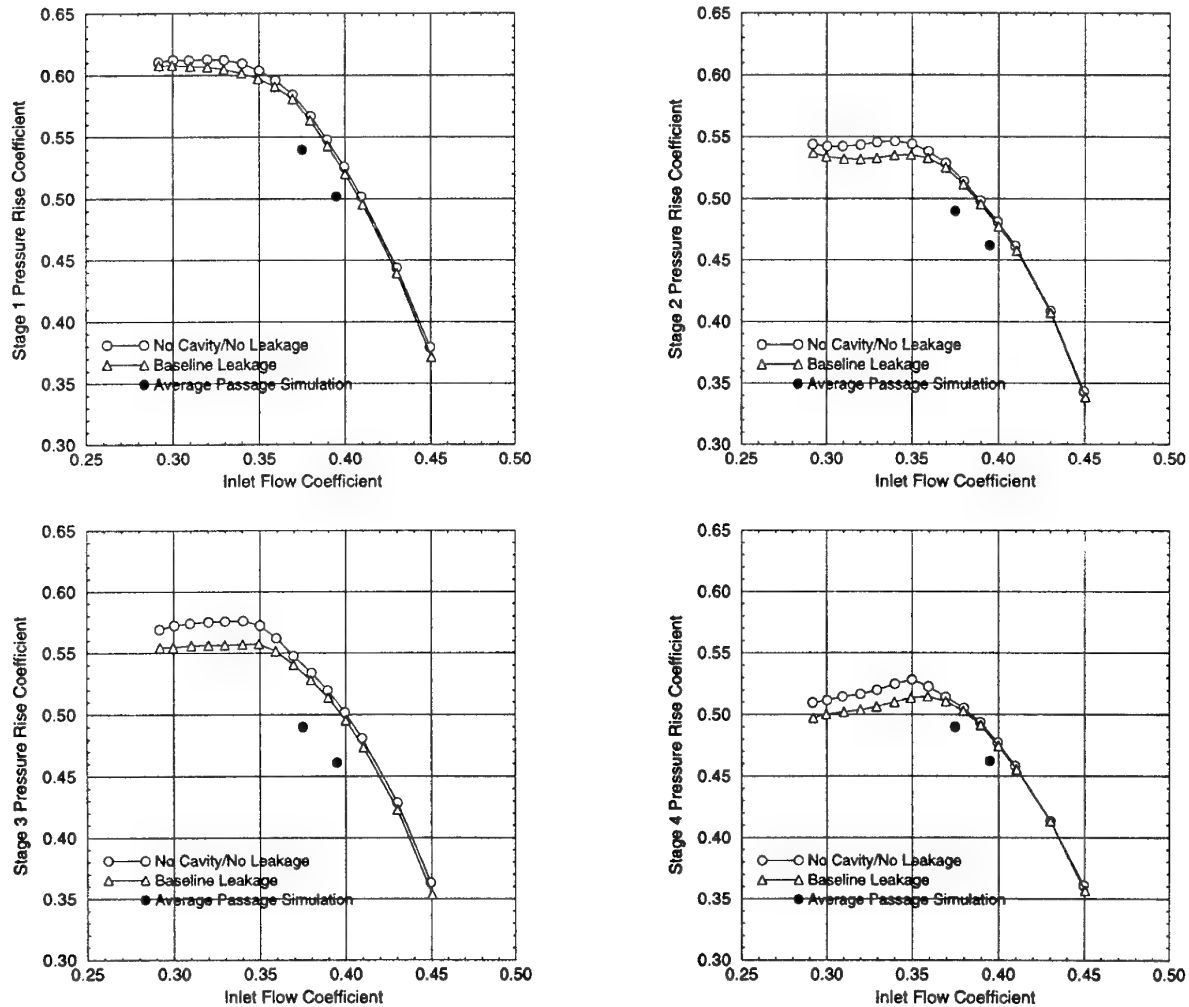 0.65
0.60
0.55
0.50
0.45
0.40
0.35
0.30
Stage 1 Pressure Rise Coefficient
No Cavity/No Leakage
Baseline Leakage
Average Passage Simulation
0.25 0.30 0.35 0.40 0.45 0.50
Inlet Flow Coefficient
0.65
0.60
0.55
0.50
0.45
0.40
0.35
0.30
Stage 2 Pressure Rise Coefficient
No Cavity/No Leakage
Baseline Leakage
Average Passage Simulation
0.25 0.30 0.35 0.40 0.45 0.50
Inlet Flow Coefficient
0.65
0.60
0.55
0.50
0.45
0.40
0.35
0.30
Stage 3 Pressure Rise Coefficient
No Cavity/No Leakage
Baseline Leakage
Average Passage Simulation
0.25 0.30 0.35 0.40 0.45 0.50
Inlet Flow Coefficient
0.65
0.60
0.55
0.50
0.45
0.40
0.35
0.30
Stage 4 Pressure Rise Coefficient
No Cavity/No Leakage
Baseline Leakage
Average Passage Simulation
0.25 0.30 0.35 0.40 0.45 0.50
Inlet Flow Coefficient